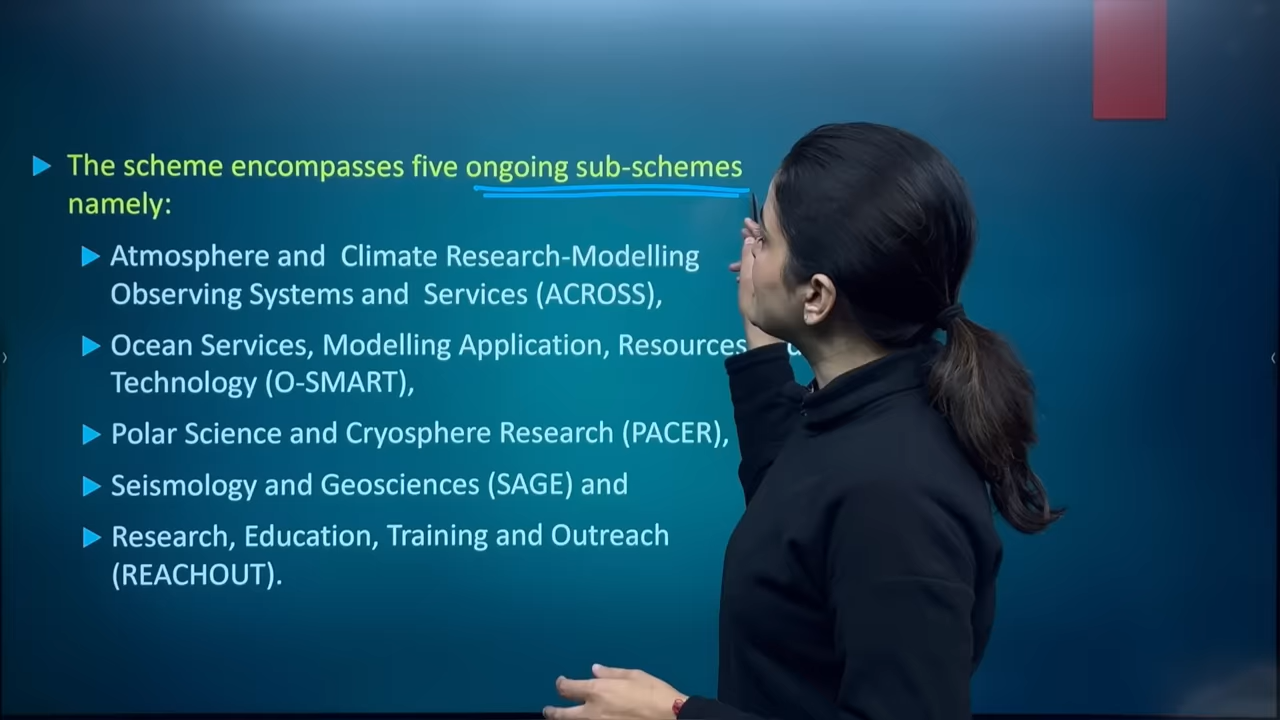 The scheme encompasses five ongoing sub-schemes
namely:
Atmosphere and Climate Research-Modelling
Observing Systems and Services (ACROSS),
Ocean Services, Modelling Application, Resources
Technology (O-SMART),
Polar Science and Cryosphere Research (PACER),
Seismology and Geosciences (SAGE) and
Research, Education, Training and Outreach
(REACHOUT).